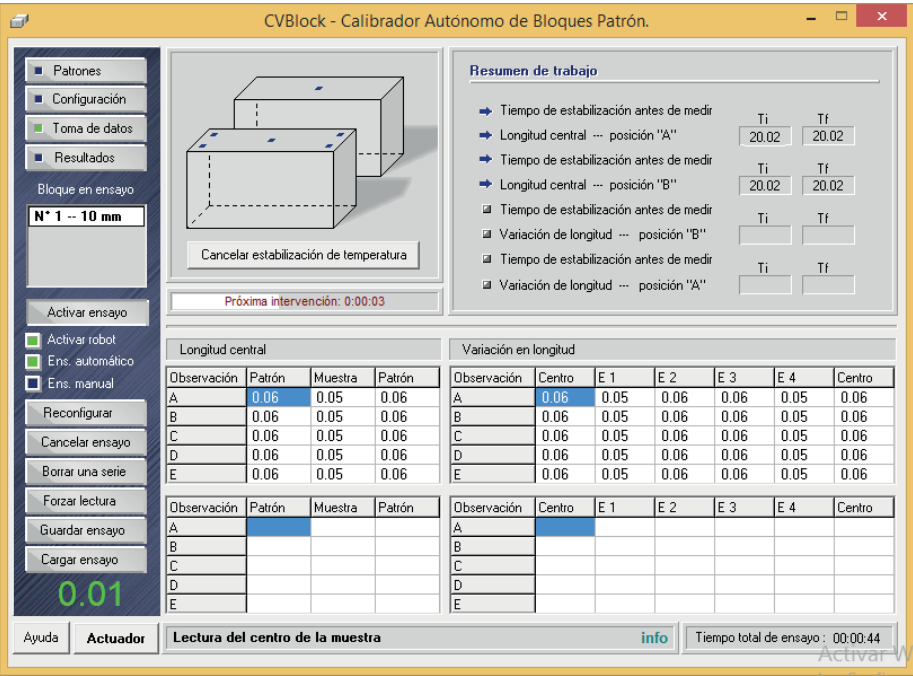 CVBlock - Calibrador Autónomo de Bloques Patrón.
Patrones
Configuración
Toma de datos
Resultados
Bloque en ensayo
N° 1 -- 10 mm
Activar ensayo
Activar robot
Ens. automático
Ens. manual
Reconfigurar
Cancelar ensayo
Borrar una serie
Forzar lectura
Guardar ensayo
Cargar ensayo
0.01
Cancelar estabilización de temperatura
Próxima intervención: 0:00:03
Resumen de trabajo
Tiempo de estabilización antes de medir
Ti Tf
Longitud central --- posición "A" 20.02 20.02
Tiempo de estabilización antes de medir
Ti Tf
Longitud central --- posición "B" 20.02 20.02
Tiempo de estabilización antes de medir
Ti Tf
Variación de longitud --- posición "B"
Tiempo de estabilización antes de medir
Ti Tf
Variación de longitud --- posición "A"
Longitud central
Observación Patrón Muestra Patrón
A 0.06 0.05 0.06
B 0.06 0.05 0.06
C 0.06 0.05 0.06
D 0.06 0.05 0.06
E 0.06 0.05 0.06
Observación Patrón Muestra Patrón
A
B
C
D
E
Variación en longitud
Observación Centro E 1 E 2 E 3 E 4 Centro
A 0.06 0.05 0.06 0.06 0.06 0.06
B 0.06 0.05 0.06 0.06 0.06 0.06
C 0.06 0.05 0.06 0.06 0.06 0.06
D 0.06 0.05 0.06 0.06 0.06 0.06
E 0.06 0.05 0.06 0.06 0.06 0.06
Observación Centro E 1 E 2 E 3 E 4 Centro
A
B
C
D
E
Ayuda
Actuador
Lectura del centro de la muestra
info
Tiempo total de ensayo : 00:00:44
Activar W